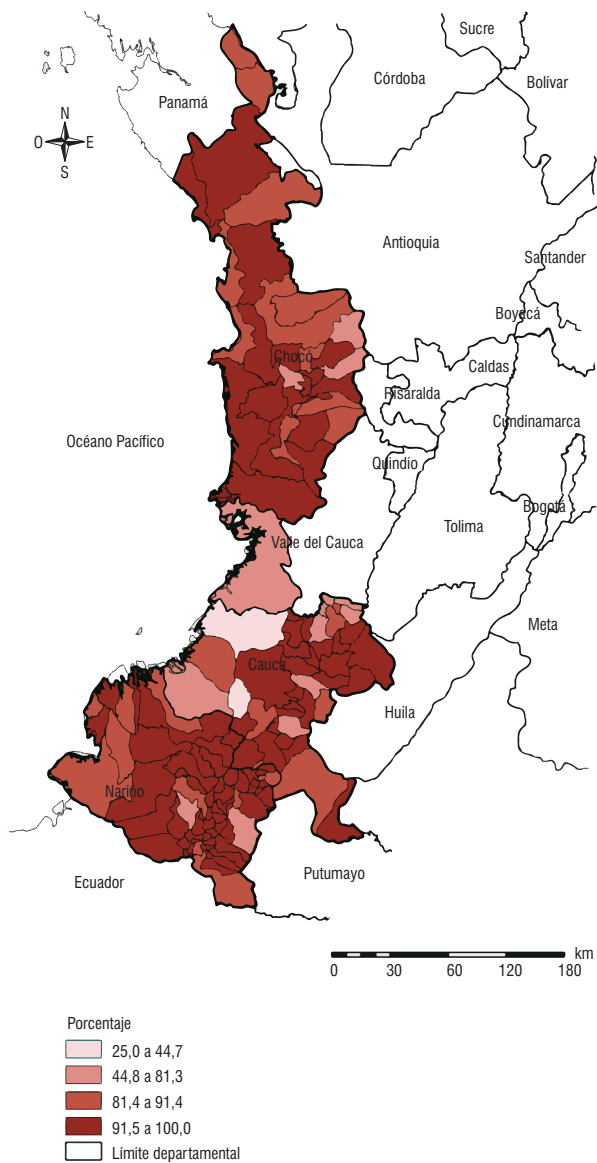 Sucre
Córdoba
Bolívar
Panamá
N
O
E
S
Antioquia
Santander
Boyacá
Chocó
Caldas
Risaralda
Cundinamarca
Océano Pacífico
Quindío
Bogotá
Tolima
Valle del Cauca
Meta
Cauca
Huila
Nariño
Putumayo
Ecuador
km
0 30 60 120 180
Porcentaje
25,0 a 44,7
44,8 a 81,3
81,4 a 91,4
91,5 a 100,0
Límite departamental